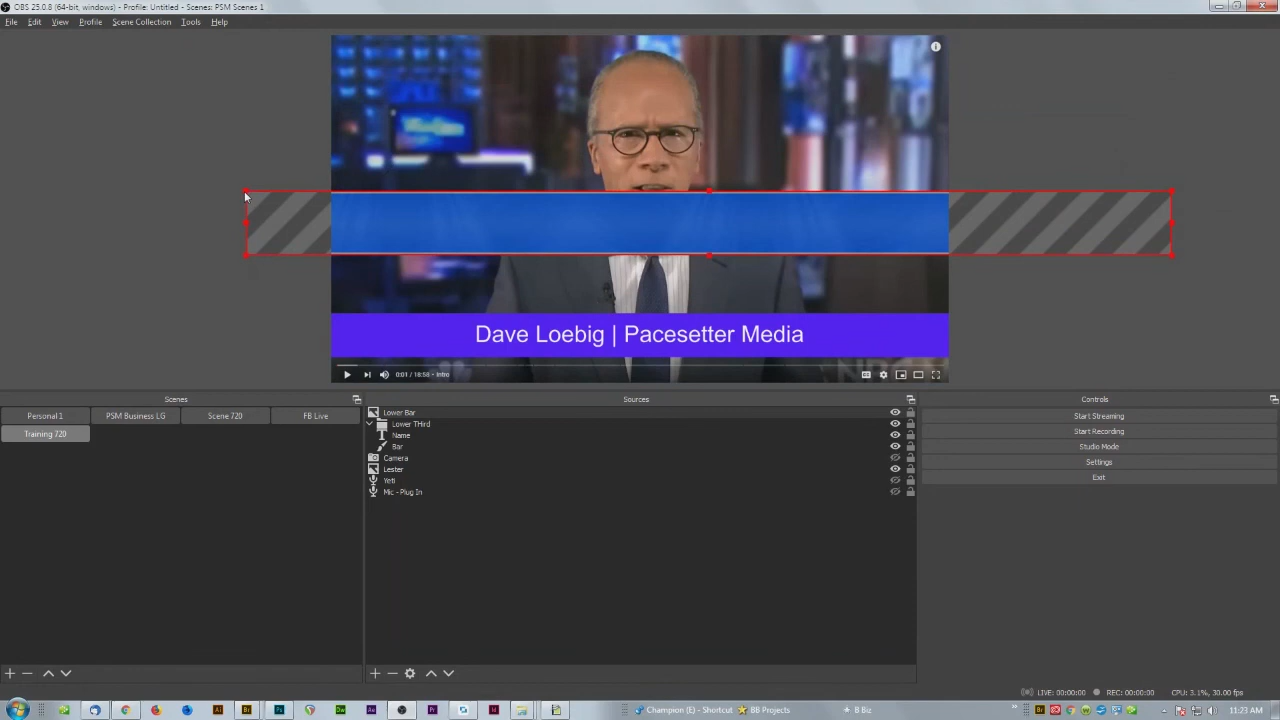 OBS 25.0.8 (64-bit, windows) - Profile: Untitled - Scenes: PSM Scenes 1
File Edit View Profile Scene Collection Tools Help
Dave Loebig | Pacesetter Media
0:01 / 18:58 • Intro
Scenes
Sources
Controls
Personal 1
PSM Business LG
Scene 720
FB Live
Training 720
Lower Bar
Lower THird
Name
Bar
Camera
Lester
Yeti
Mic - Plug In
Start Streaming
Start Recording
Studio Mode
Settings
Exit
LIVE: 00:00:00 REC: 00:00:00 CPU: 3.1%, 30.00 fps
Champion (E) - Shortcut BB Projects B Biz
11:23 AM